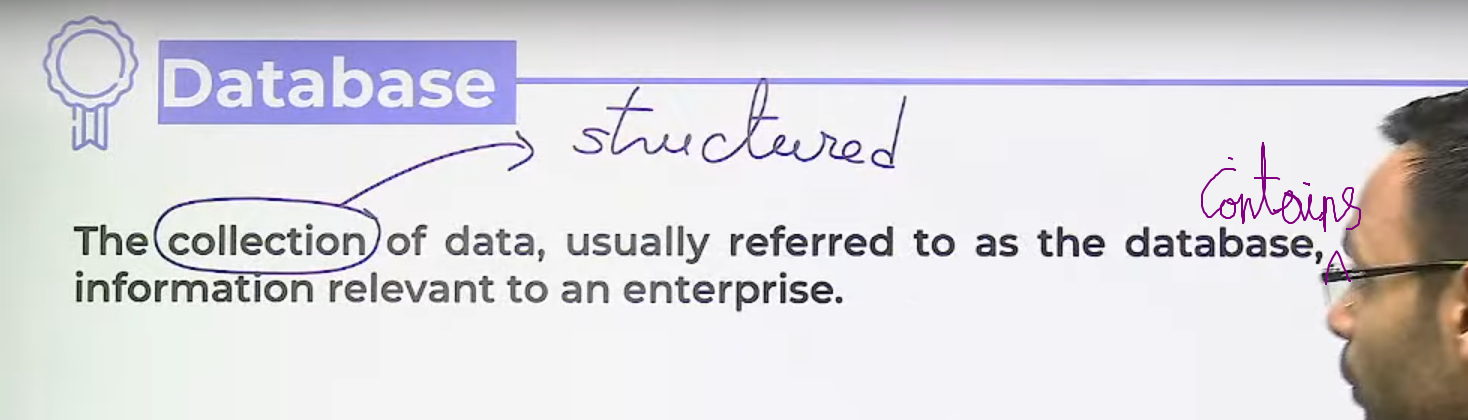 Database
structured
contains
The collection of data, usually referred to as the database, ^
information relevant to an enterprise.